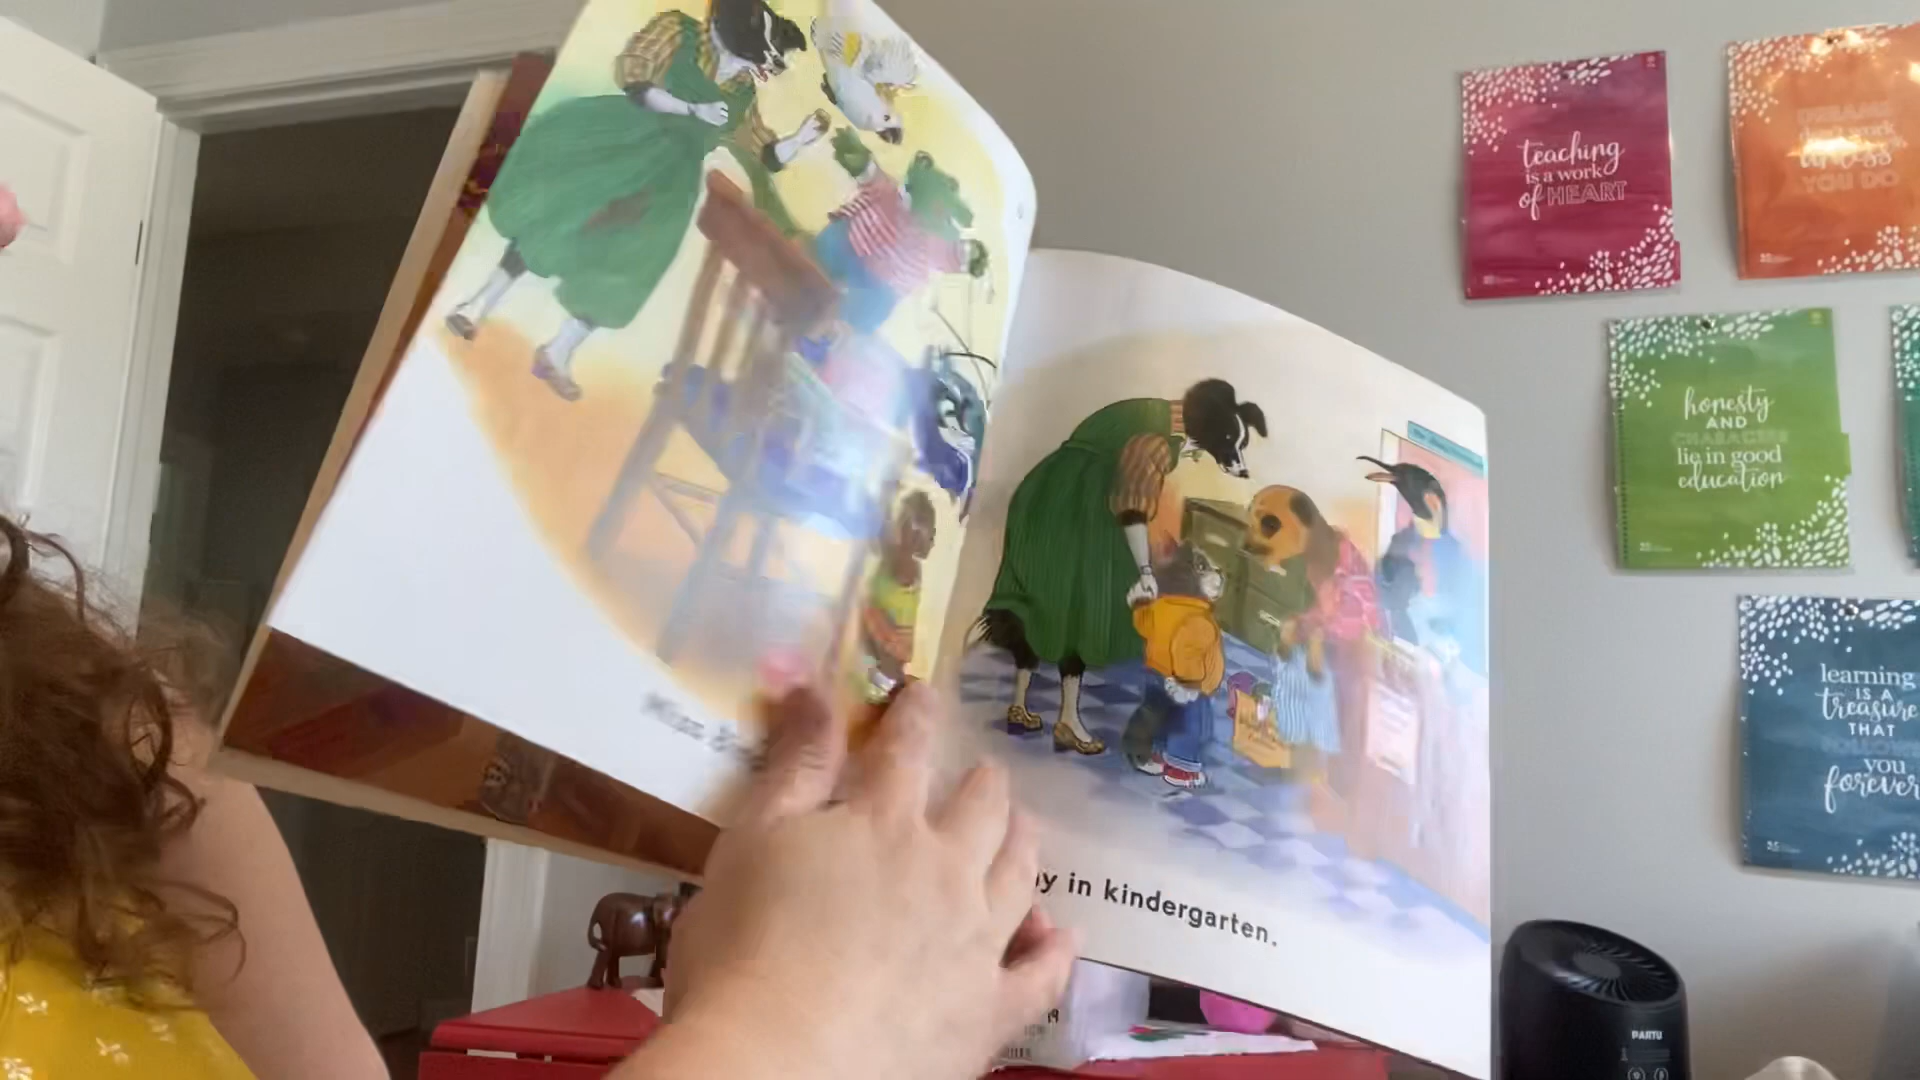 teaching
is a work
of HEART
YOU DO
honesty
AND
CHARACTER
lie in good
education
learning
IS A
treasure
THAT
you
forever
in kindergarten.
PARTU
19